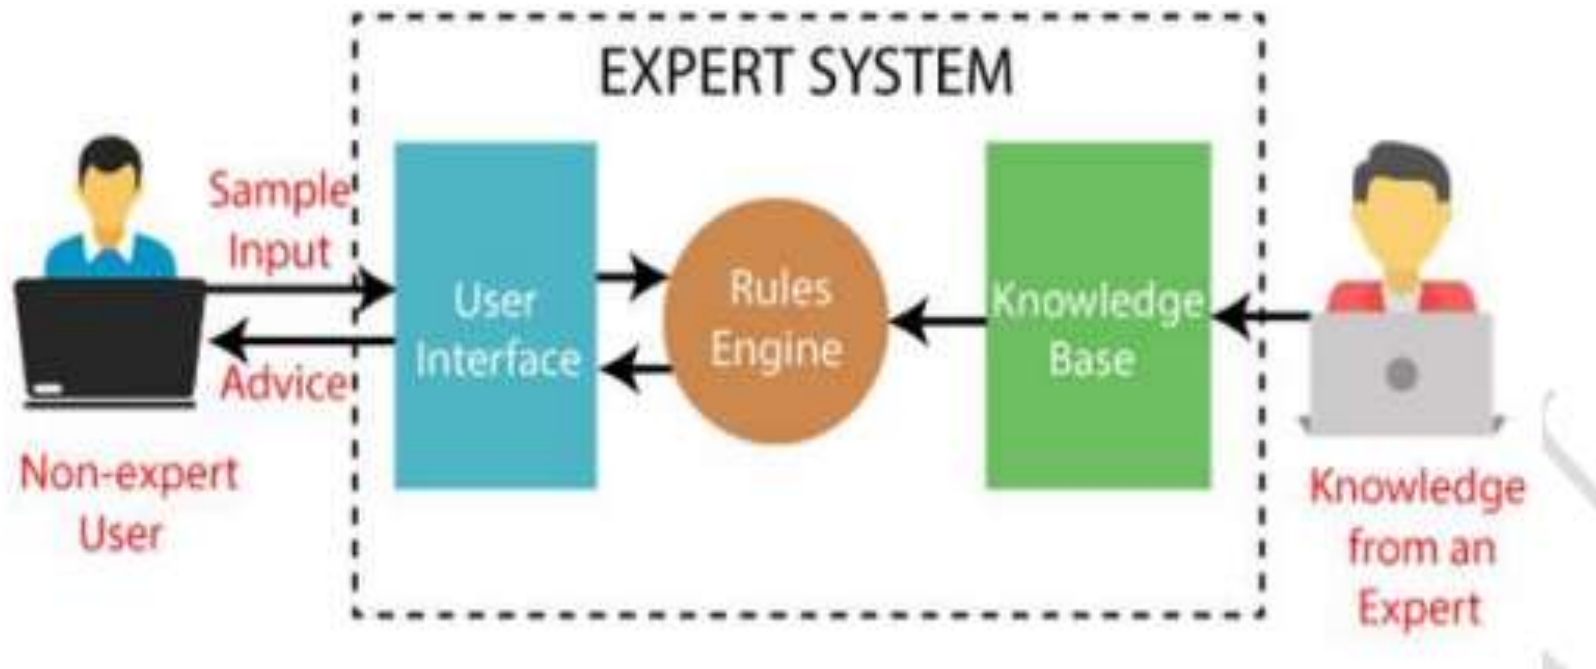 EXPERT SYSTEM
Sample
Input
Advice
Non-expert
User
User
Interface
Rules
Engine
Knowledge
Base
Knowledge
from an
Expert